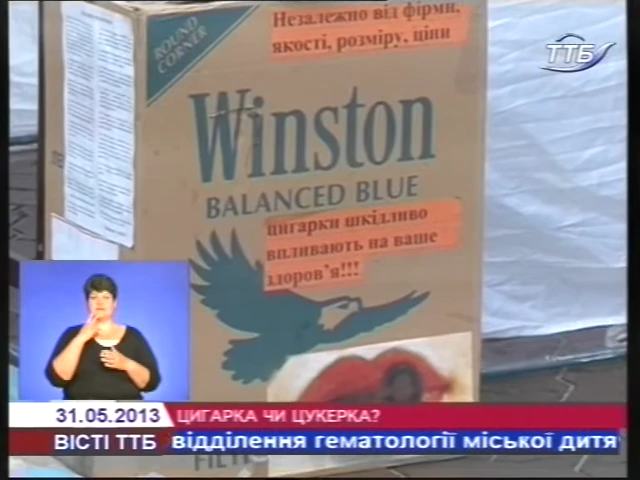 ROUND
CORNER
Незалежно від фірми,
якості, розміру, ціни
ТТБ
Winston
BALANCED BLUE
цигарки шкідливо
впливають на ваше
здоров'я!!!
31.05.2013
ЦИГАРКА ЧИ ЦУКЕРКА?
ВІСТІ ТТБ
відділення гематології міської дитя